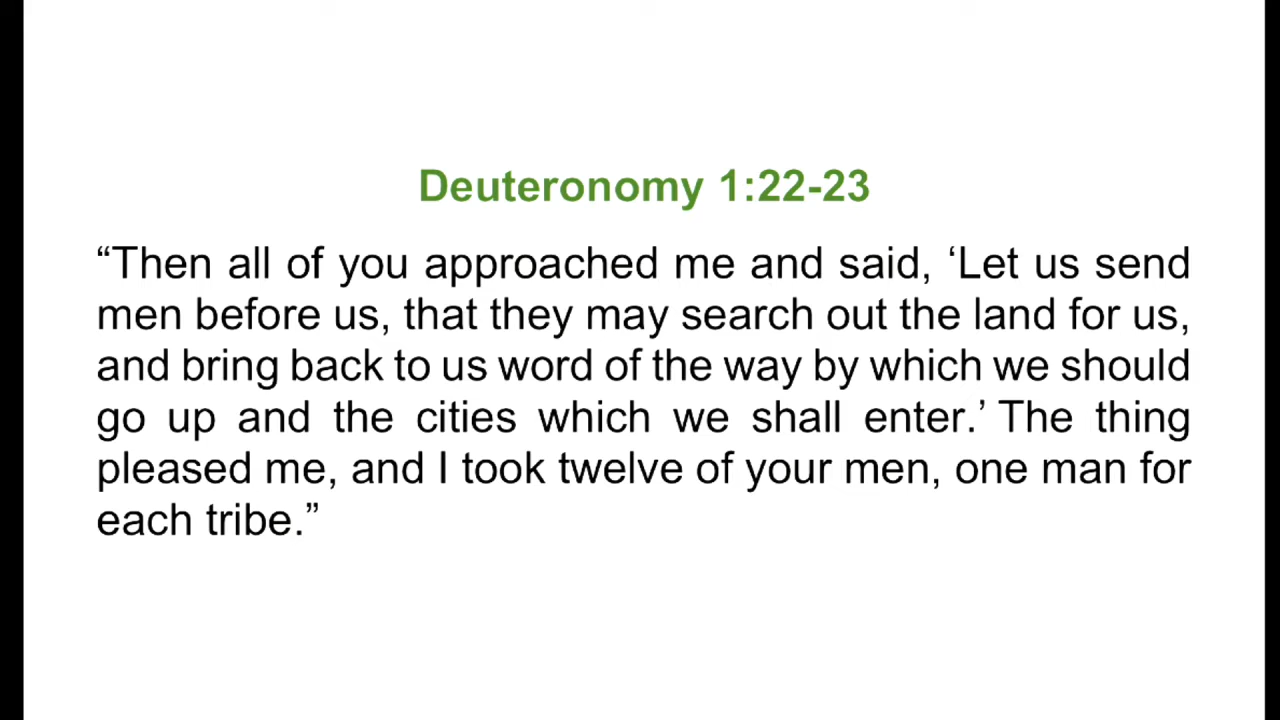 Deuteronomy 1:22-23
“Then all of you approached me and said, ‘Let us send
men before us, that they may search out the land for us,
and bring back to us word of the way by which we should
go up and the cities which we shall enter.’ The thing
pleased me, and I took twelve of your men, one man for
each tribe.”